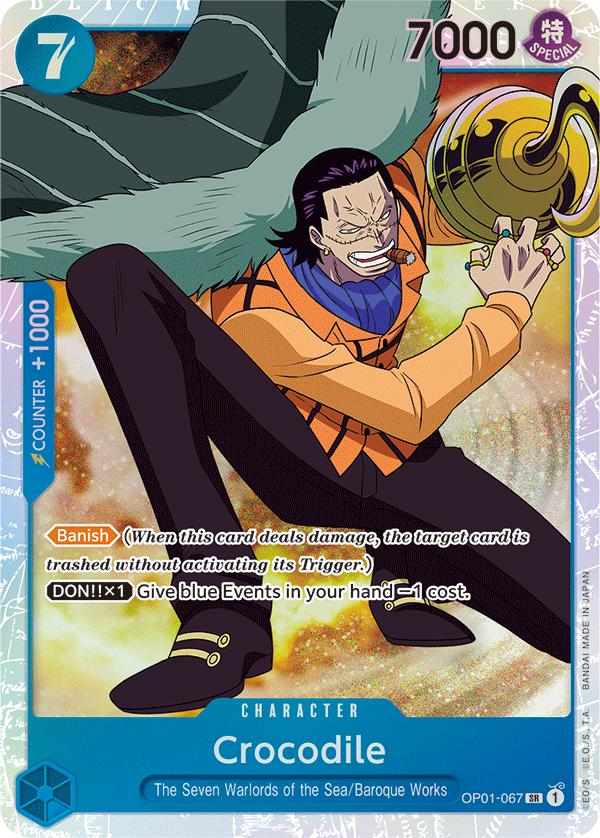 7
7000
特
SPECIAL
COUNTER +1000
Banish (When this card deals damage, the target card is
trashed without activating its Trigger.)
DON!!×1 Give blue Events in your hand −1 cost.
CHARACTER
Crocodile
The Seven Warlords of the Sea/Baroque Works
OP01-067 SR 1
©E.O./S. ©E.O./S., T.A. BANDAI MADE IN JAPAN